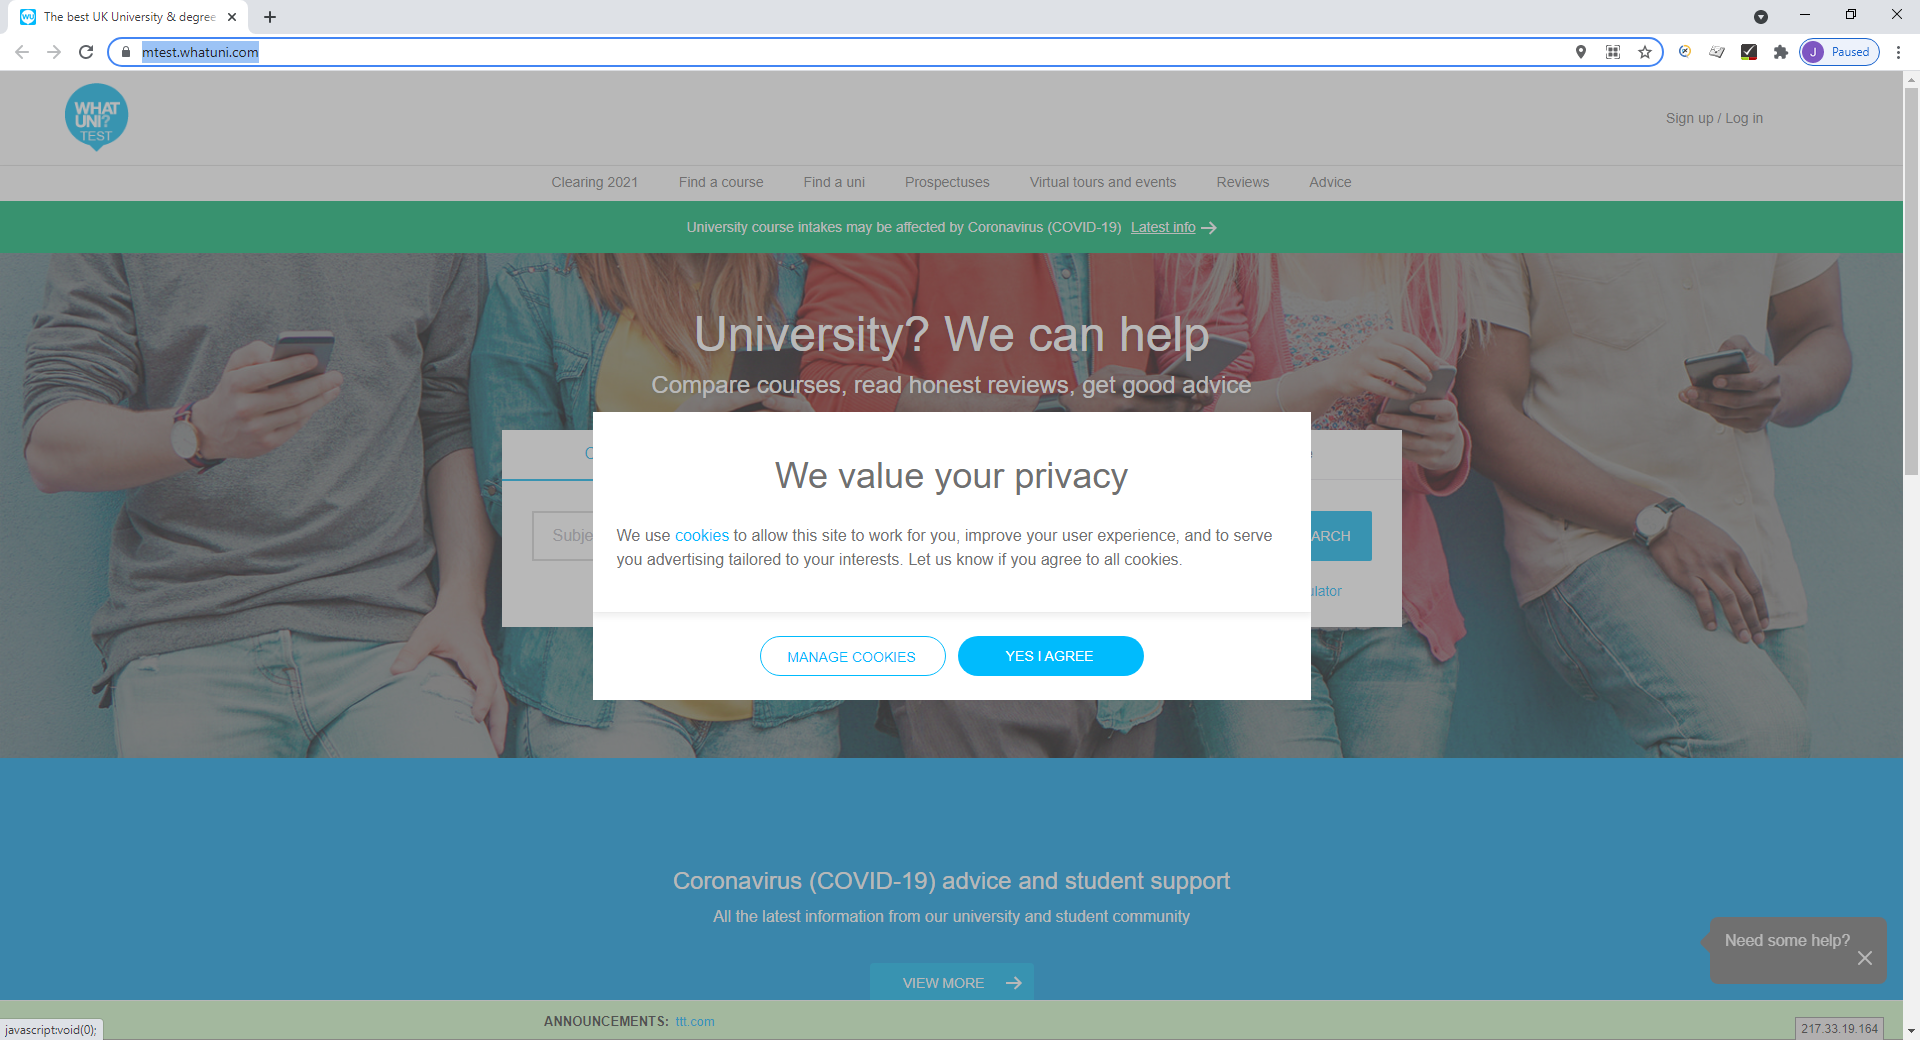 The best UK University & degree
mtest.whatuni.com
J Paused
WHAT
UNI?
TEST
Sign up / Log in
Clearing 2021 Find a course Find a uni Prospectuses Virtual tours and events Reviews Advice
University course intakes may be affected by Coronavirus (COVID-19) Latest info
University? We can help
Compare courses, read honest reviews, get good advice
We value your privacy
We use cookies to allow this site to work for you, improve your user experience, and to serve
you advertising tailored to your interests. Let us know if you agree to all cookies.
Subje
ARCH
ulator
MANAGE COOKIES YES I AGREE
Coronavirus (COVID-19) advice and student support
All the latest information from our university and student community
Need some help?
VIEW MORE
ANNOUNCEMENTS: ttt.com
javascript:void(0);
217.33.19.164